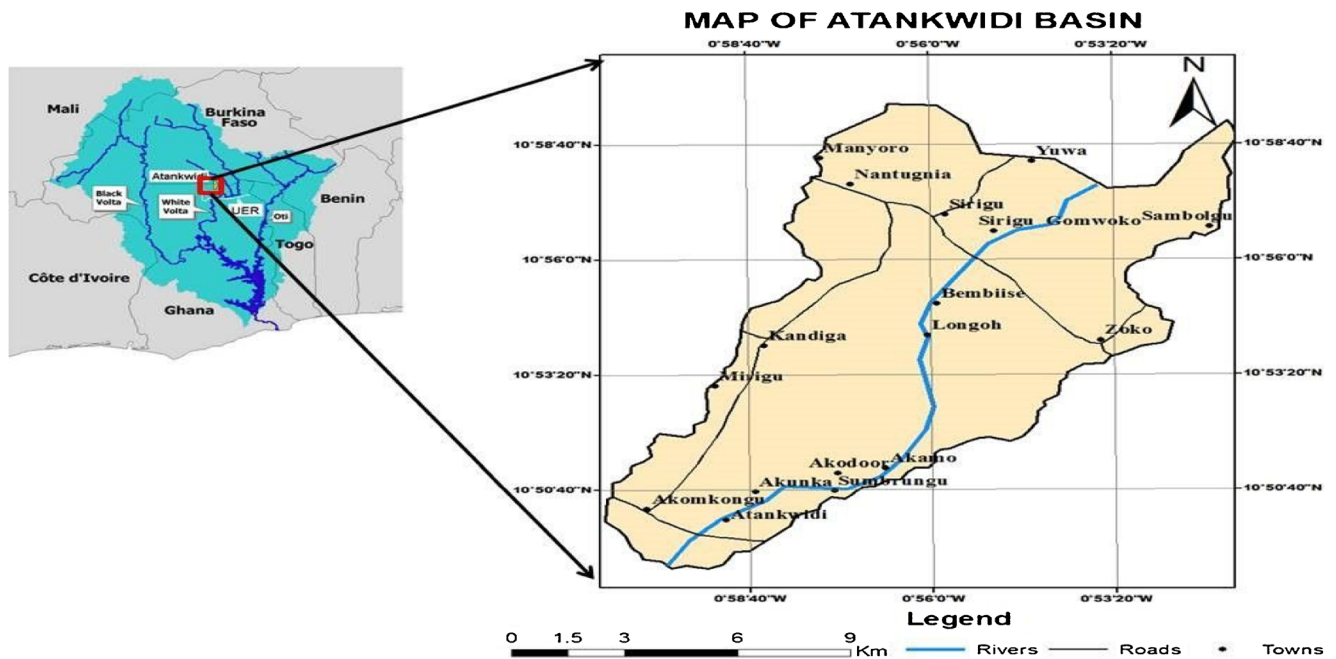 MAP OF ATANKWIDI BASIN
0°58'40"W 0°56'0"W 0°53'20"W
N
Mali
Burkina
Faso
Atankwidi
Black
Volta
White
Volta
UER
Oti
Benin
Togo
Côte d'Ivoire
Ghana
10°58'40"N 10°58'40"N
Manyoro
Yuwa
Nantugnia
Sirigu
Sirigu Gomwoko
Sambolgu
10°56'0"N 10°56'0"N
Bembiise
Longoh
Zoko
Kandiga
10°53'20"N 10°53'20"N
Mirigu
Akodoor
Akamo
Akunka
Sumbrungu
10°50'40"N 10°50'40"N
Akomkongu
Atankwidi
0°58'40"W 0°56'0"W 0°53'20"W
Legend
0 1.5 3 6 9
Km
Rivers
Roads
Towns